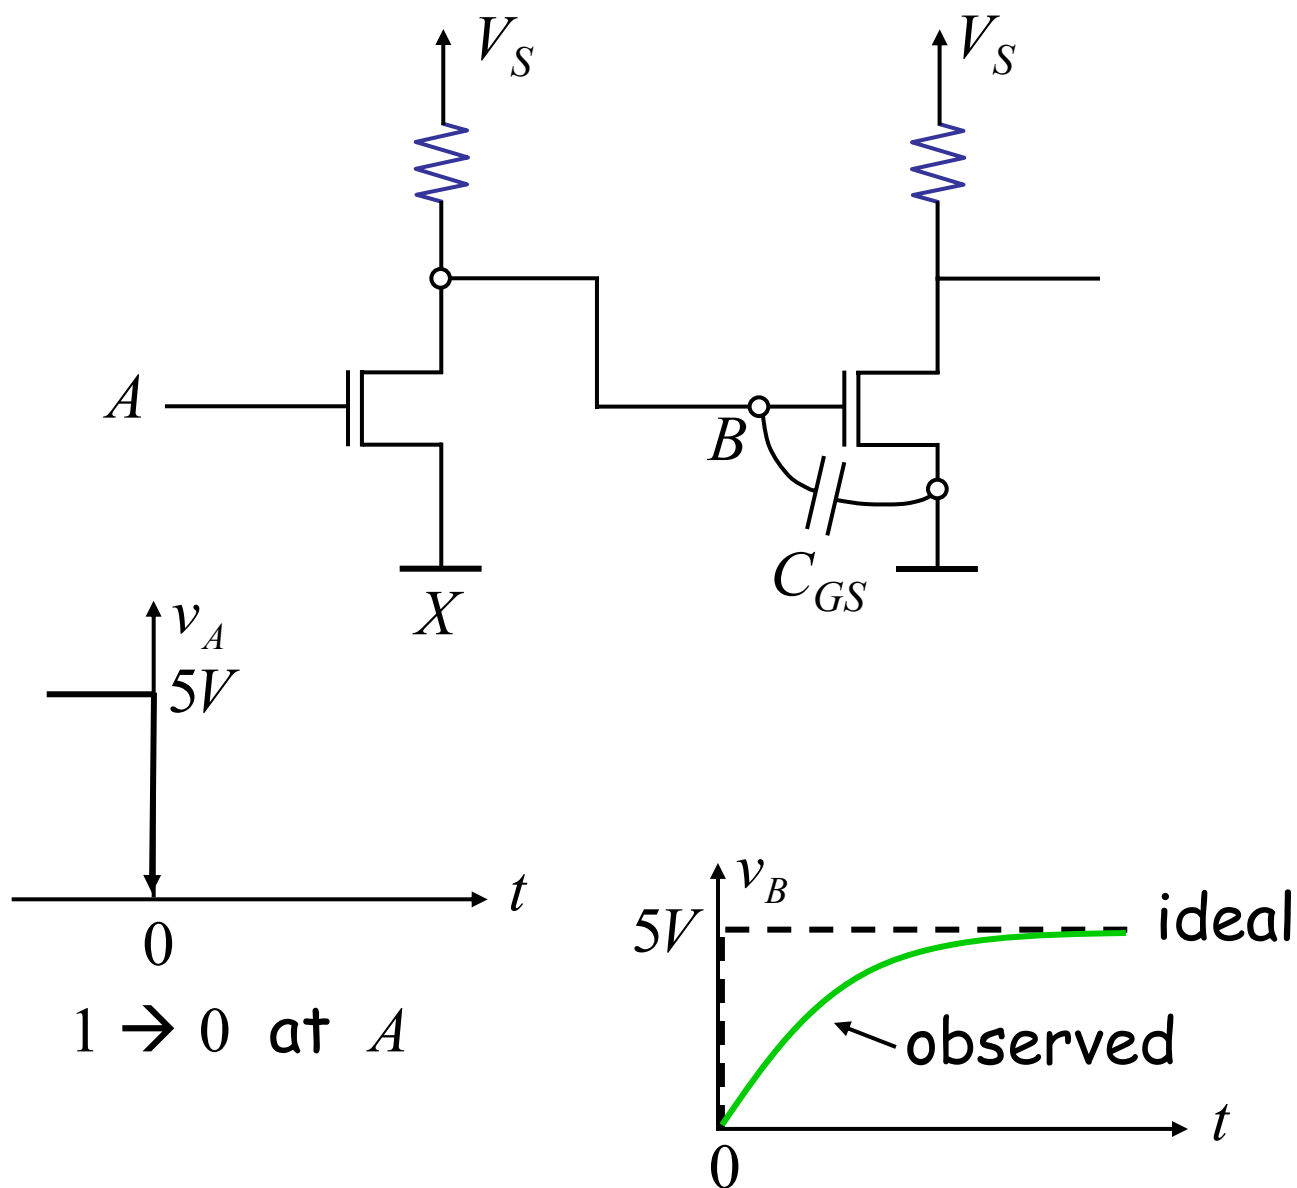 V_S
V_S
A
B
C_GS
X
v_A
5V
t
0
1 → 0 at A
v_B
5V
ideal
observed
t
0